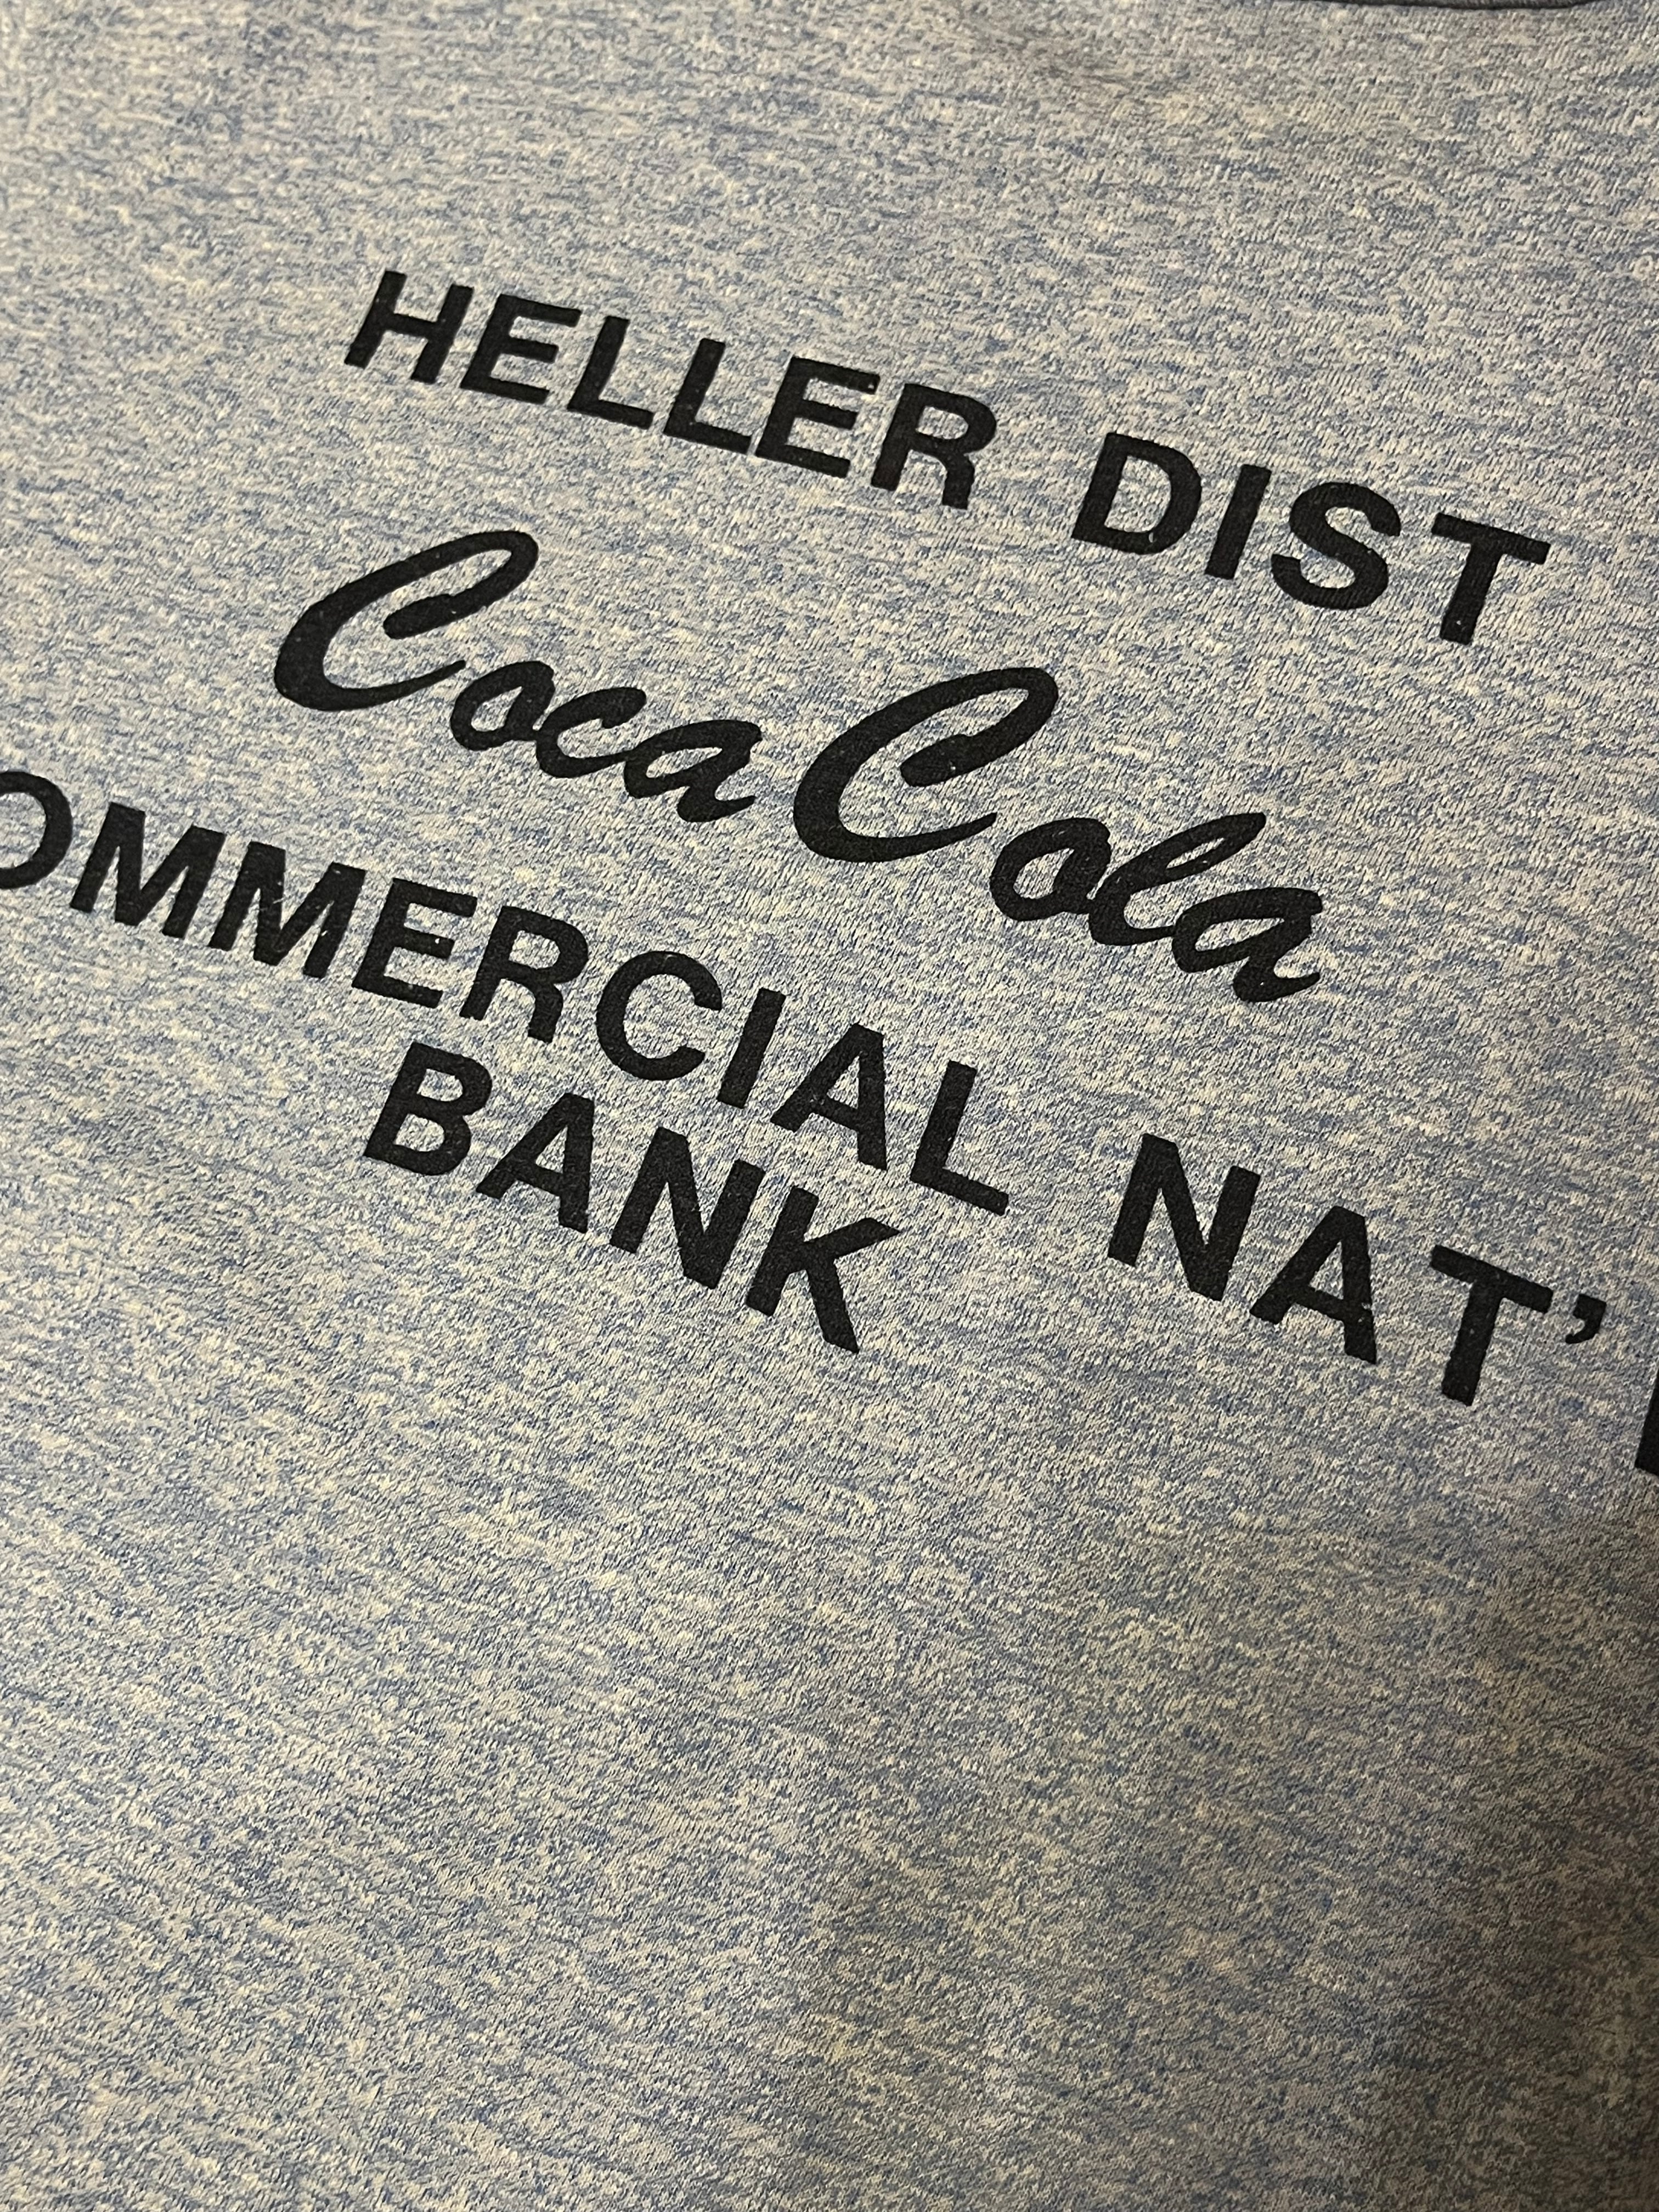 HELLER DIST
Coca Cola
OMMERCIAL NAT'
BANK